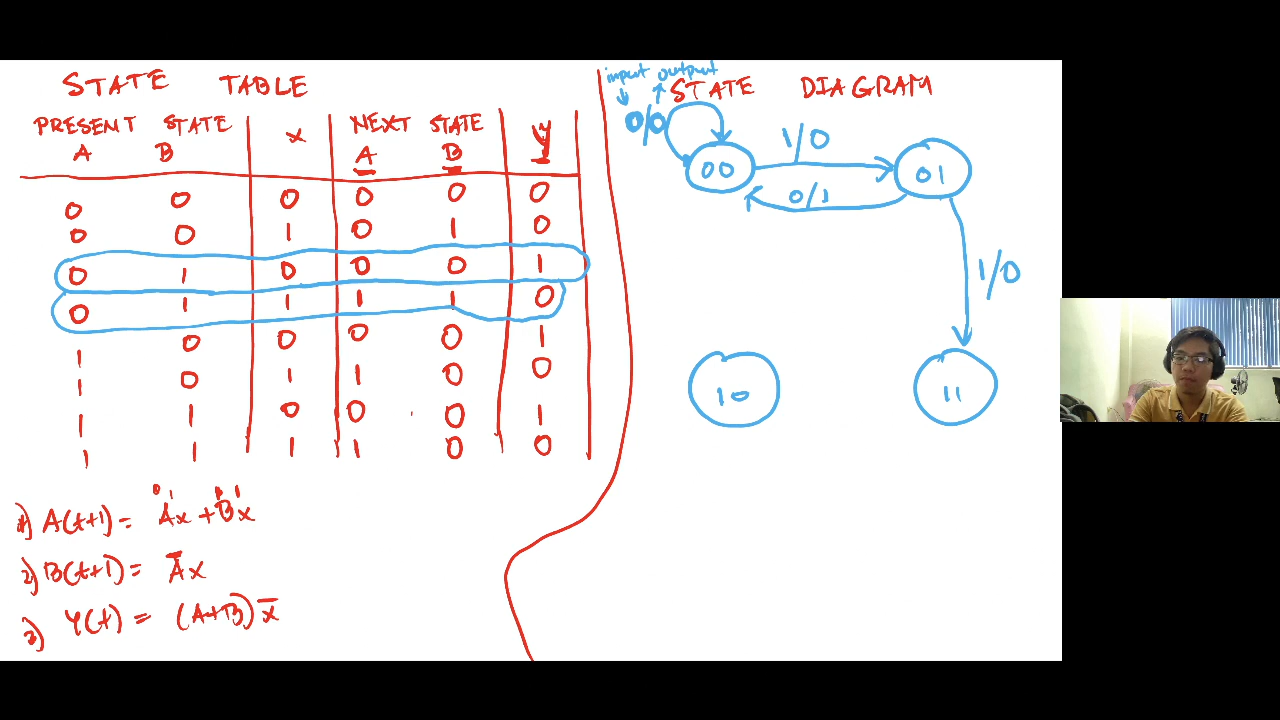 STATE TABLE
PRESENT STATE x NEXT STATE y
A B A B
0 0 0 0 0 0
0 0 1 0 1 0
0 1 0 0 0 1
0 1 1 1 1 0
1 0 0 0 0 1
1 0 1 1 0 0
1 1 0 0 0 1
1 1 1 1 0 0
0 1 1 1
1) A(t+1) = Ax + Bx
2) B(t+1) = A̅x
3) Y(t) = (A+B)x̅
input output
STATE DIAGRAM
0/0
1/0
00
01
0/1
1/0
10
11